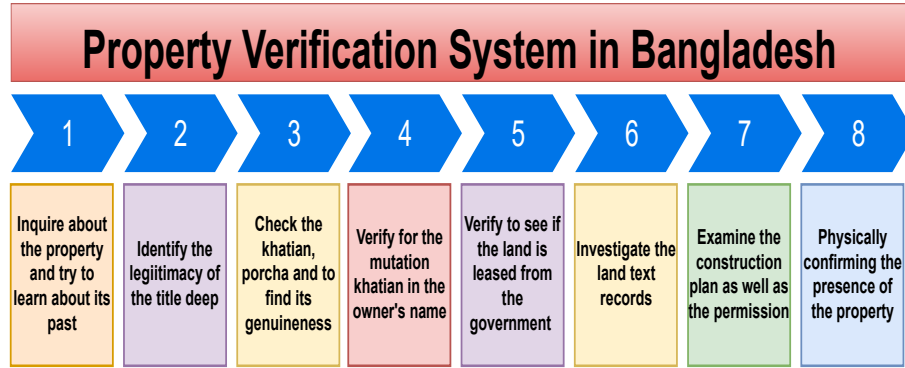 Property Verification System in Bangladesh
1
2
3
4
5
6
7
8
Inquire about
the property
and try to
learn about its
past
Identify the
legiitimacy of
the title deep
Check the
khatian,
porcha and to
find its
genuineness
Verify for the
mutation
khatian in the
owner's name
Verify to see if
the land is
leased from
the
government
Investigate the
land text
records
Examine the
construction
plan as well as
the permission
Physically
confirming the
presence of
the property